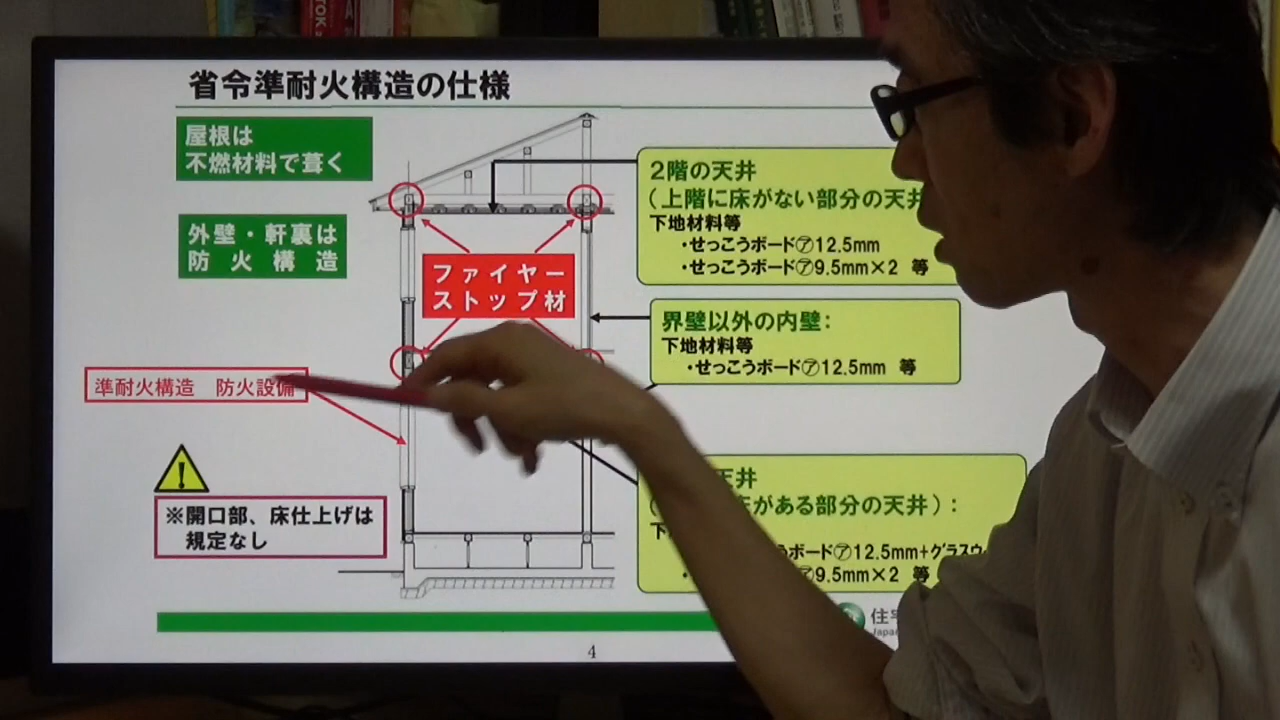 省令準耐火構造の仕様
屋根は
不燃材料で葺く
外壁・軒裏は
防火構造
ファイヤー
ストップ材
準耐火構造 防火設備
※開口部、床仕上げは
規定なし
2階の天井
(上階に床がない部分の天井
下地材料等
・せっこうボード㋐12.5mm
・せっこうボード㋐9.5mm×2 等
界壁以外の内壁:
下地材料等
・せっこうボード㋐12.5mm 等
天井
がある部分の天井):
下
ボード㋐12.5mm+グラスウ
㋐9.5mm×2 等
住宅
Japan
4